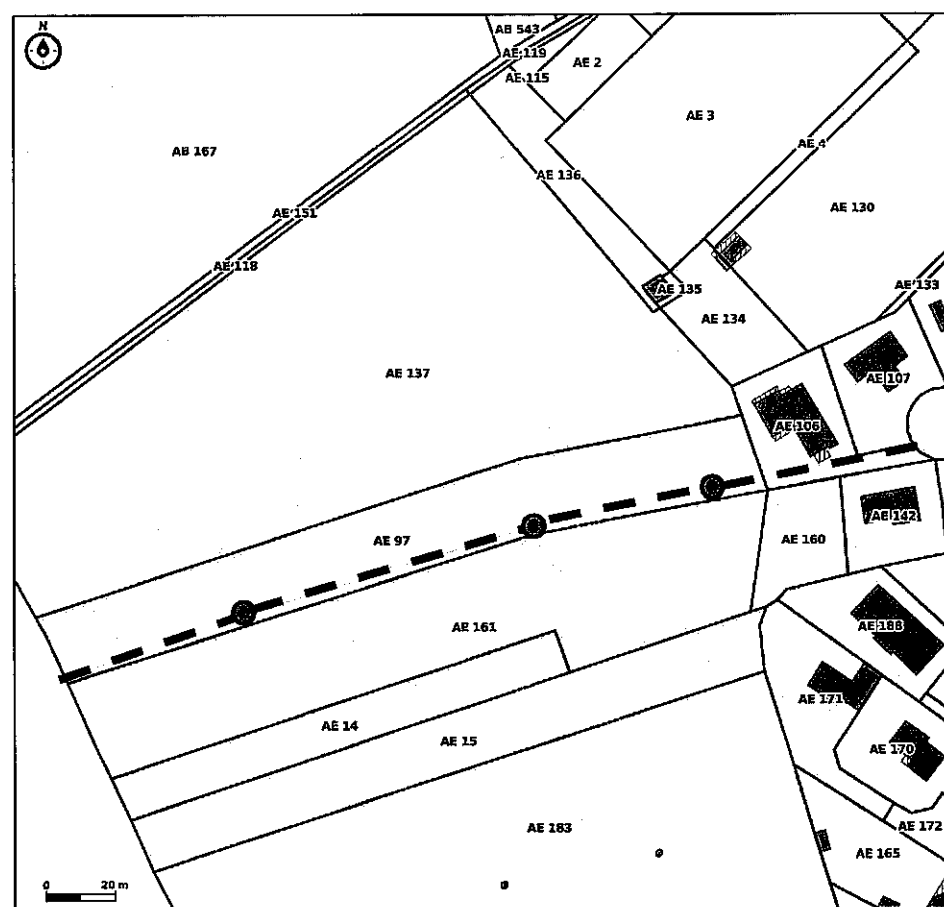 N
AB 543
AE 119
AE 2
AE 115
AE 3
AE 4
AB 167
AE 136
AE 130
AE 151
AE 118
AE 133
AE 135
AE 134
AE 137
AE 107
AE 106
AE 142
AE 97
AE 160
AE 161
AE 188
AE 171
AE 14
AE 15
AE 170
AE 183
AE 172
AE 165
0 20 m